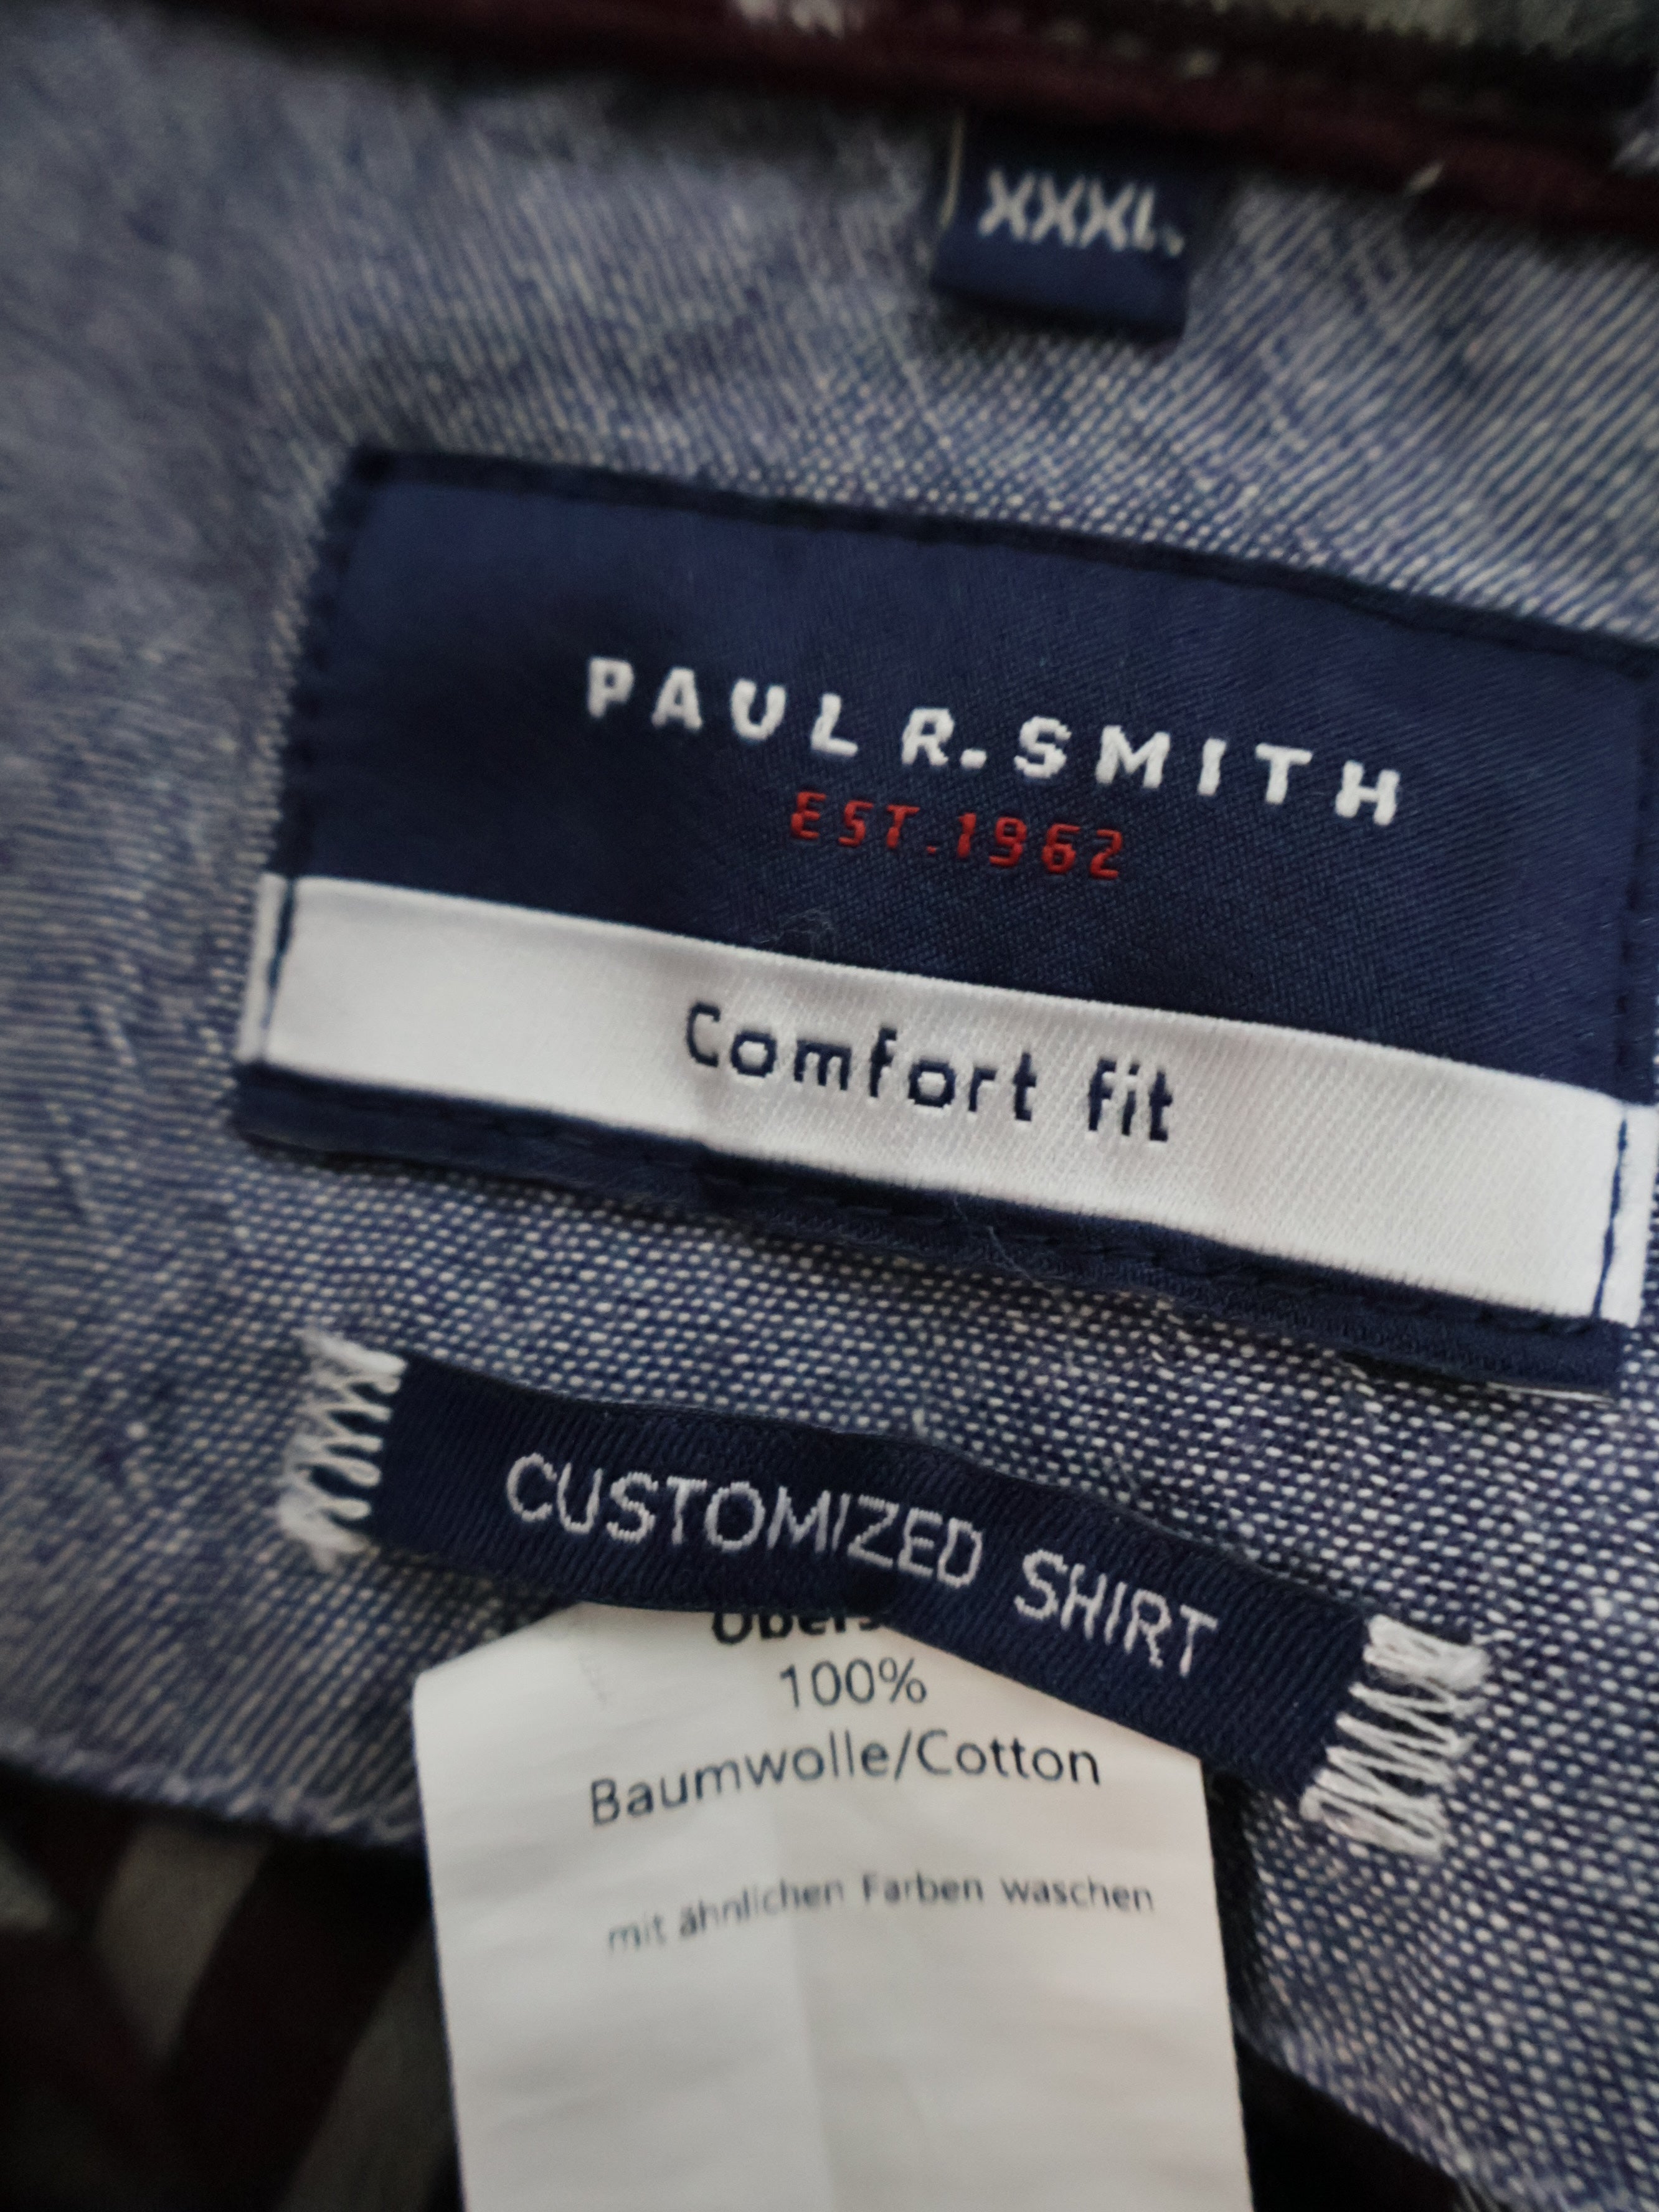 XXXL
PAUL R. SMITH
EST.1962
Comfort fit
CUSTOMIZED SHIRT
100%
Baumwolle/Cotton
mit ähnlichen Farben waschen